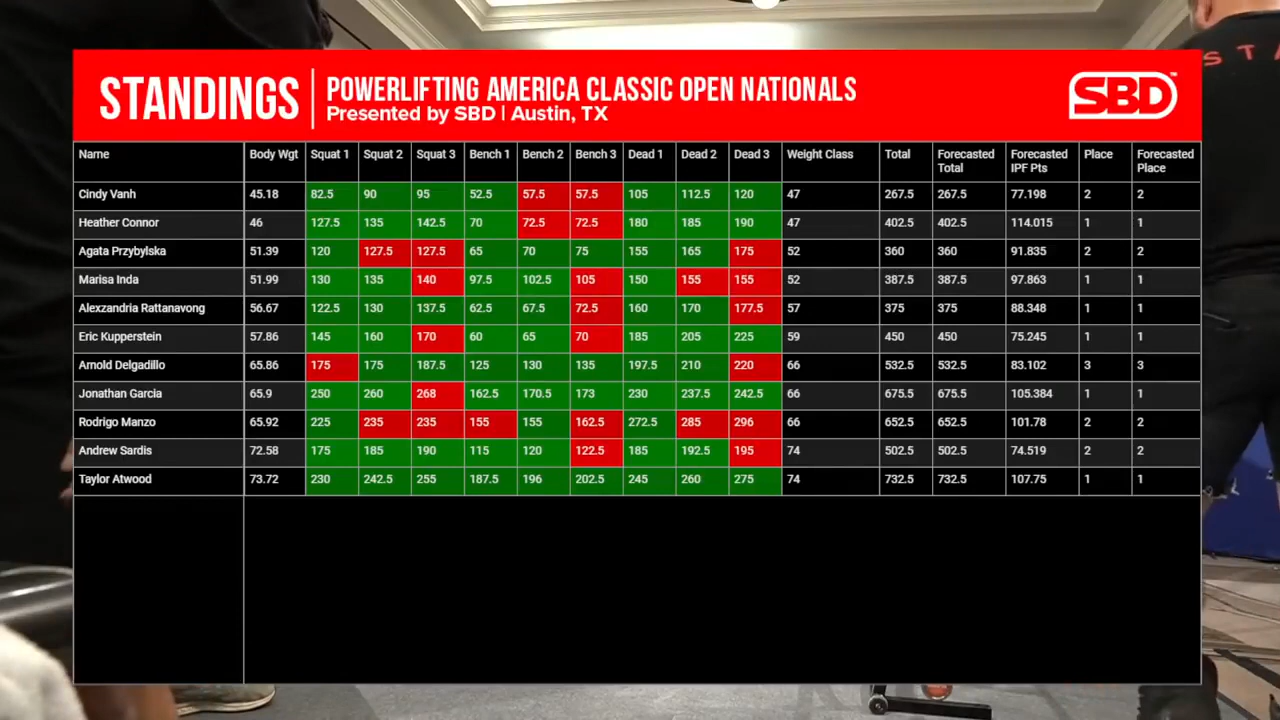 STANDINGS
POWERLIFTING AMERICA CLASSIC OPEN NATIONALS
Presented by SBD | Austin, TX
SBD™
Name Body Wgt Squat 1 Squat 2 Squat 3 Bench 1 Bench 2 Bench 3 Dead 1 Dead 2 Dead 3 Weight Class Total Forecasted Total Forecasted IPF Pts Place Forecasted Place
Cindy Vanh 45.18 82.5 90 95 52.5 57.5 57.5 105 112.5 120 47 267.5 267.5 77.198 2 2
Heather Connor 46 127.5 135 142.5 70 72.5 72.5 180 185 190 47 402.5 402.5 114.015 1 1
Agata Przybylska 51.39 120 127.5 127.5 65 70 75 155 165 175 52 360 360 91.835 2 2
Marisa Inda 51.99 130 135 140 97.5 102.5 105 150 155 155 52 387.5 387.5 97.863 1 1
Alexzandria Rattanavong 56.67 122.5 130 137.5 62.5 67.5 72.5 160 170 177.5 57 375 375 88.348 1 1
Eric Kupperstein 57.86 145 160 170 60 65 70 185 205 225 59 450 450 75.245 1 1
Arnold Delgadillo 65.86 175 175 187.5 125 130 135 197.5 210 220 66 532.5 532.5 83.102 3 3
Jonathan Garcia 65.9 250 260 268 162.5 170.5 173 230 237.5 242.5 66 675.5 675.5 105.384 1 1
Rodrigo Manzo 65.92 225 235 235 155 155 162.5 272.5 285 296 66 652.5 652.5 101.78 2 2
Andrew Sardis 72.58 175 185 190 115 120 122.5 185 192.5 195 74 502.5 502.5 74.519 2 2
Taylor Atwood 73.72 230 242.5 255 187.5 196 202.5 245 260 275 74 732.5 732.5 107.75 1 1